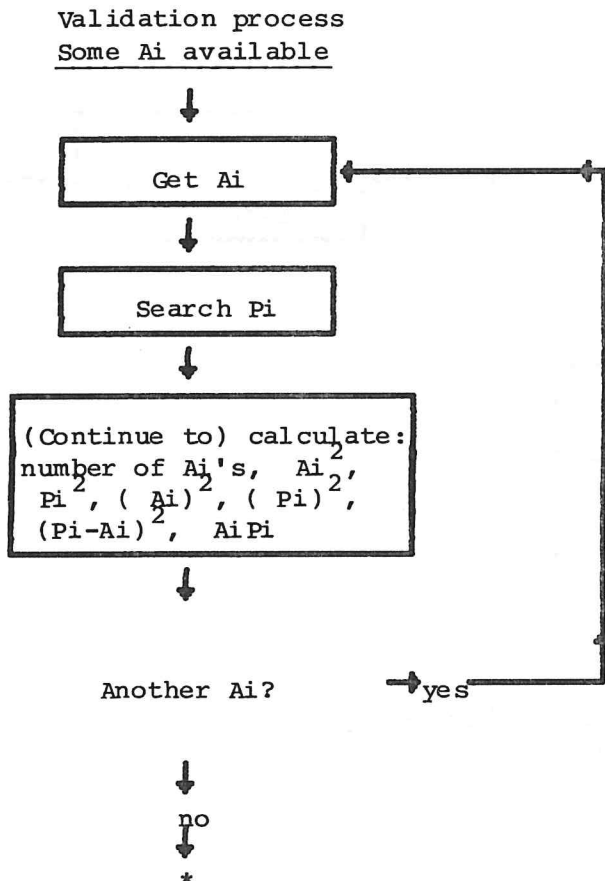 Validation process
Some Ai available
Get Ai
Search Pi
(Continue to) calculate:
number of Ai's, Ai²,
Pi², ( Ai)², ( Pi)²,
(Pi-Ai)², AiPi
Another Ai?
yes
no
*